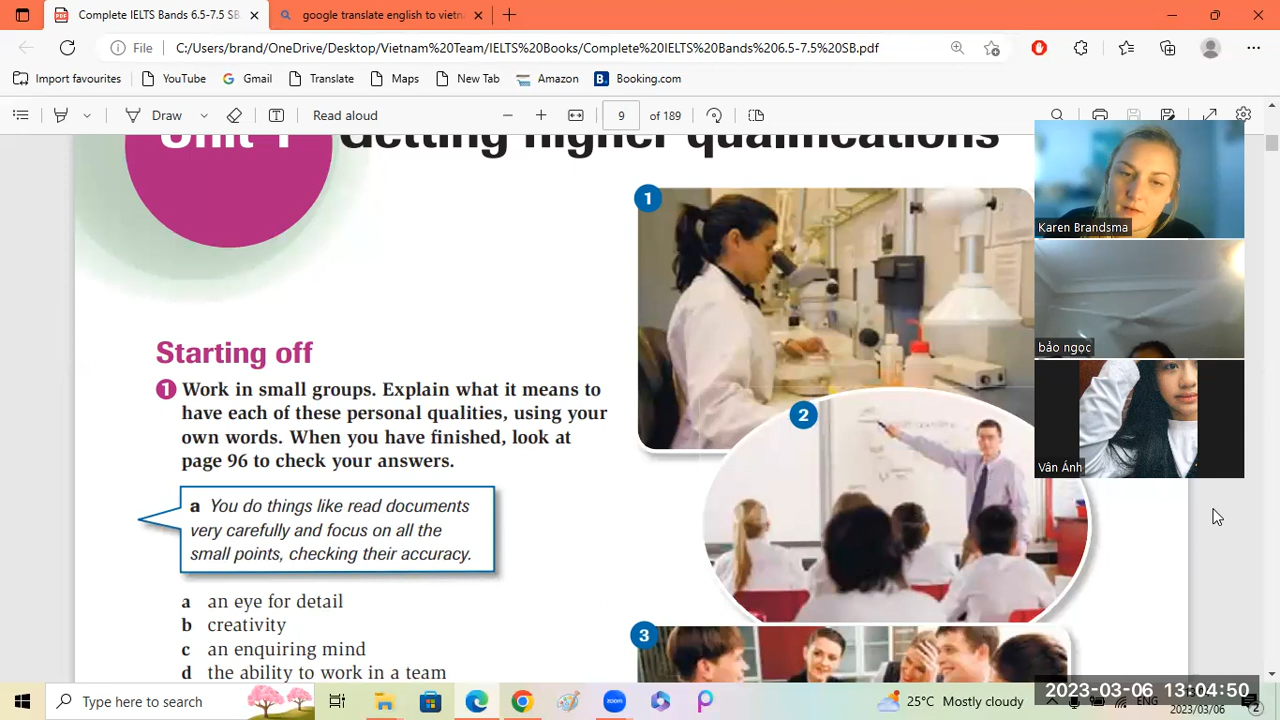 Complete IELTS Bands 6.5-7.5 SB
google translate english to vietn
File
C:/Users/brand/OneDrive/Desktop/Vietnam%20Team/IELTS%20Books/Complete%20IELTS%20Bands%206.5-7.5%20SB.pdf
Import favourites YouTube Gmail Translate Maps New Tab Amazon B. Booking.com
Draw T Read aloud 9 of 189
Unit 1 Getting higher qualifications
1
Karen Brandsma
bảo ngọc
Vân Ánh
Starting off
1 Work in small groups. Explain what it means to
have each of these personal qualities, using your
own words. When you have finished, look at
page 96 to check your answers.
2
a You do things like read documents
very carefully and focus on all the
small points, checking their accuracy.
a an eye for detail
b creativity
c an enquiring mind
d the ability to work in a team
3
Type here to search
zoom
25°C Mostly cloudy
ENG
2023-03-06 13:04:50
2023/03/06
2